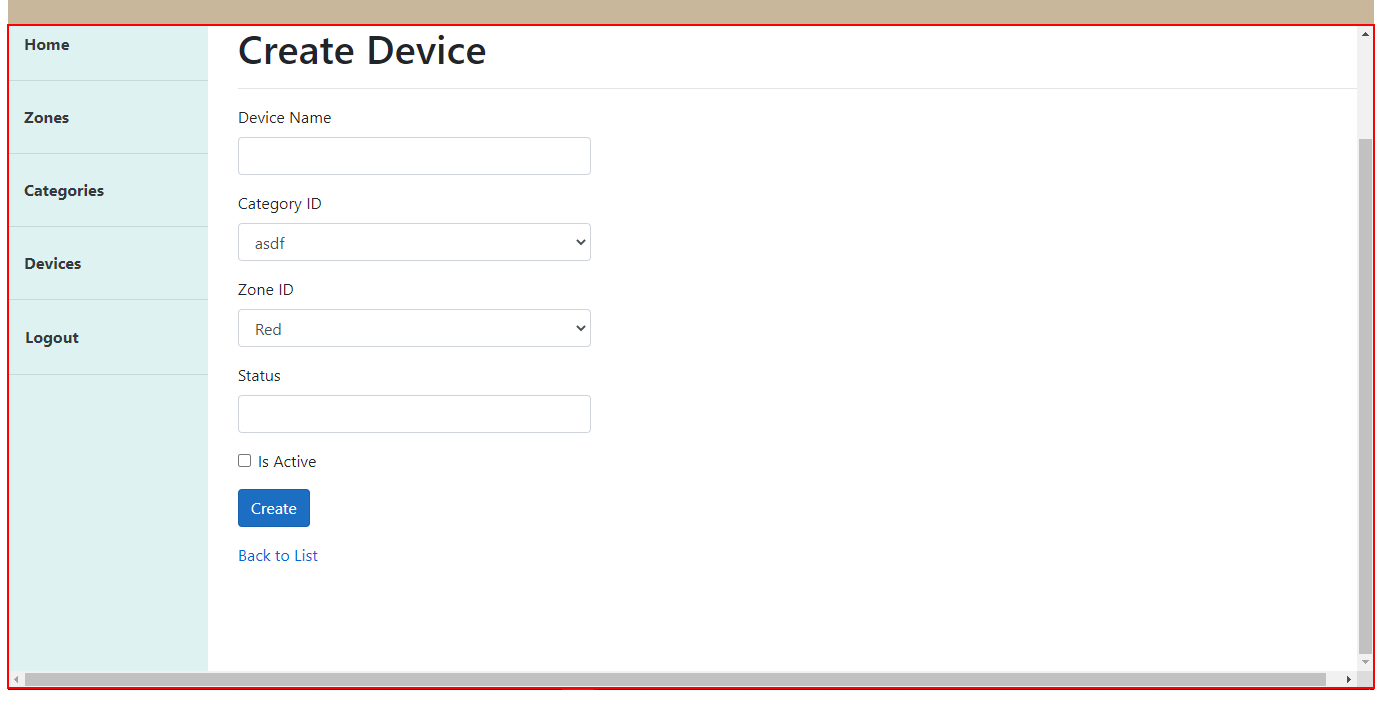 Home
Zones
Categories
Devices
Logout
Create Device
Device Name
Category ID
asdf
Zone ID
Red
Status
Is Active
Create
Back to List